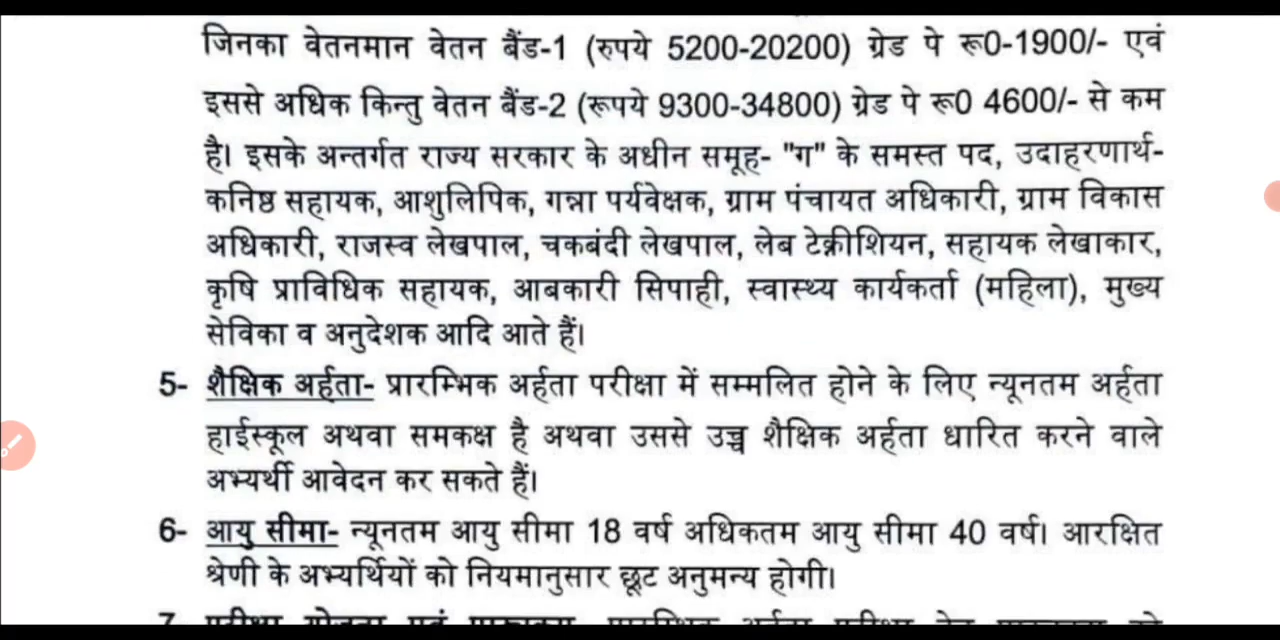 जिनका वेतनमान वेतन बैंड-1 (रुपये 5200-20200) ग्रेड पे रू0-1900/- एवं
इससे अधिक किन्तु वेतन बैंड-2 (रूपये 9300-34800) ग्रेड पे रू0 4600/- से कम
है। इसके अन्तर्गत राज्य सरकार के अधीन समूह- "ग" के समस्त पद, उदाहरणार्थ-
कनिष्ठ सहायक, आशुलिपिक, गन्ना पर्यवेक्षक, ग्राम पंचायत अधिकारी, ग्राम विकास
अधिकारी, राजस्व लेखपाल, चकबंदी लेखपाल, लेब टेक्नीशियन, सहायक लेखाकार,
कृषि प्राविधिक सहायक, आबकारी सिपाही, स्वास्थ्य कार्यकर्ता (महिला), मुख्य
सेविका व अनुदेशक आदि आते हैं।
5- शैक्षिक अर्हता- प्रारम्भिक अर्हता परीक्षा में सम्मलित होने के लिए न्यूनतम अर्हता
हाईस्कूल अथवा समकक्ष है अथवा उससे उच्च शैक्षिक अर्हता धारित करने वाले
अभ्यर्थी आवेदन कर सकते हैं।
6- आयु सीमा- न्यूनतम आयु सीमा 18 वर्ष अधिकतम आयु सीमा 40 वर्ष। आरक्षित
श्रेणी के अभ्यर्थियों को नियमानुसार छूट अनुमन्य होगी।